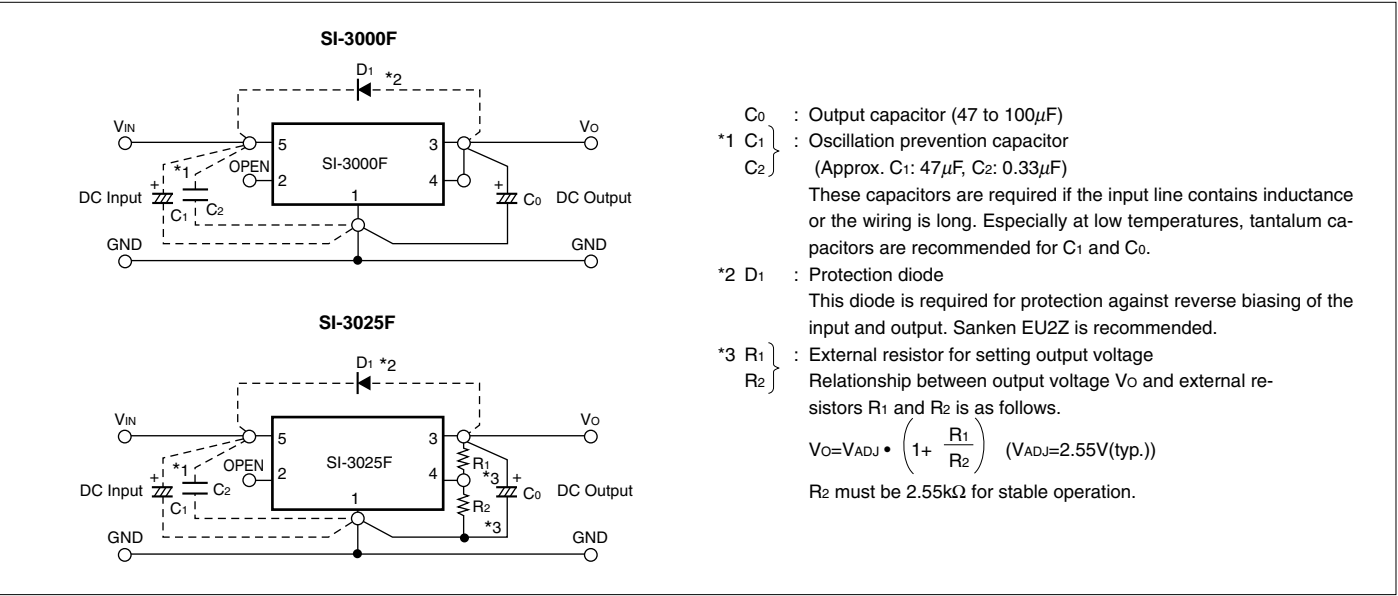 SI-3000F
D1 *2
VIN
5
3
VO
SI-3000F
*1
OPEN
2
4
1
DC Input
+
C1
C2
+
C0
DC Output
GND
GND
SI-3025F
D1 *2
VIN
5
3
VO
SI-3025F
*1
OPEN
2
4
R1
*3
1
DC Input
+
C1
C2
R2
*3
+
C0
DC Output
GND
GND
C0 : Output capacitor (47 to 100μF)
*1 C1 : Oscillation prevention capacitor
C2 (Approx. C1: 47μF, C2: 0.33μF)
These capacitors are required if the input line contains inductance
or the wiring is long. Especially at low temperatures, tantalum ca-
pacitors are recommended for C1 and C0.
*2 D1 : Protection diode
This diode is required for protection against reverse biasing of the
input and output. Sanken EU2Z is recommended.
*3 R1 : External resistor for setting output voltage
R2 Relationship between output voltage VO and external re-
sistors R1 and R2 is as follows.
VO=VADJ • (1+ R1/R2) (VADJ=2.55V(typ.))
R2 must be 2.55kΩ for stable operation.